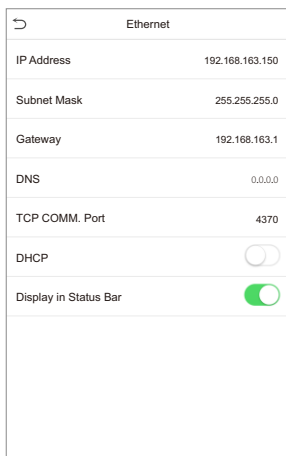 Ethernet
IP Address 192.168.163.150
Subnet Mask 255.255.255.0
Gateway 192.168.163.1
DNS 0.0.0.0
TCP COMM. Port 4370
DHCP
Display in Status Bar